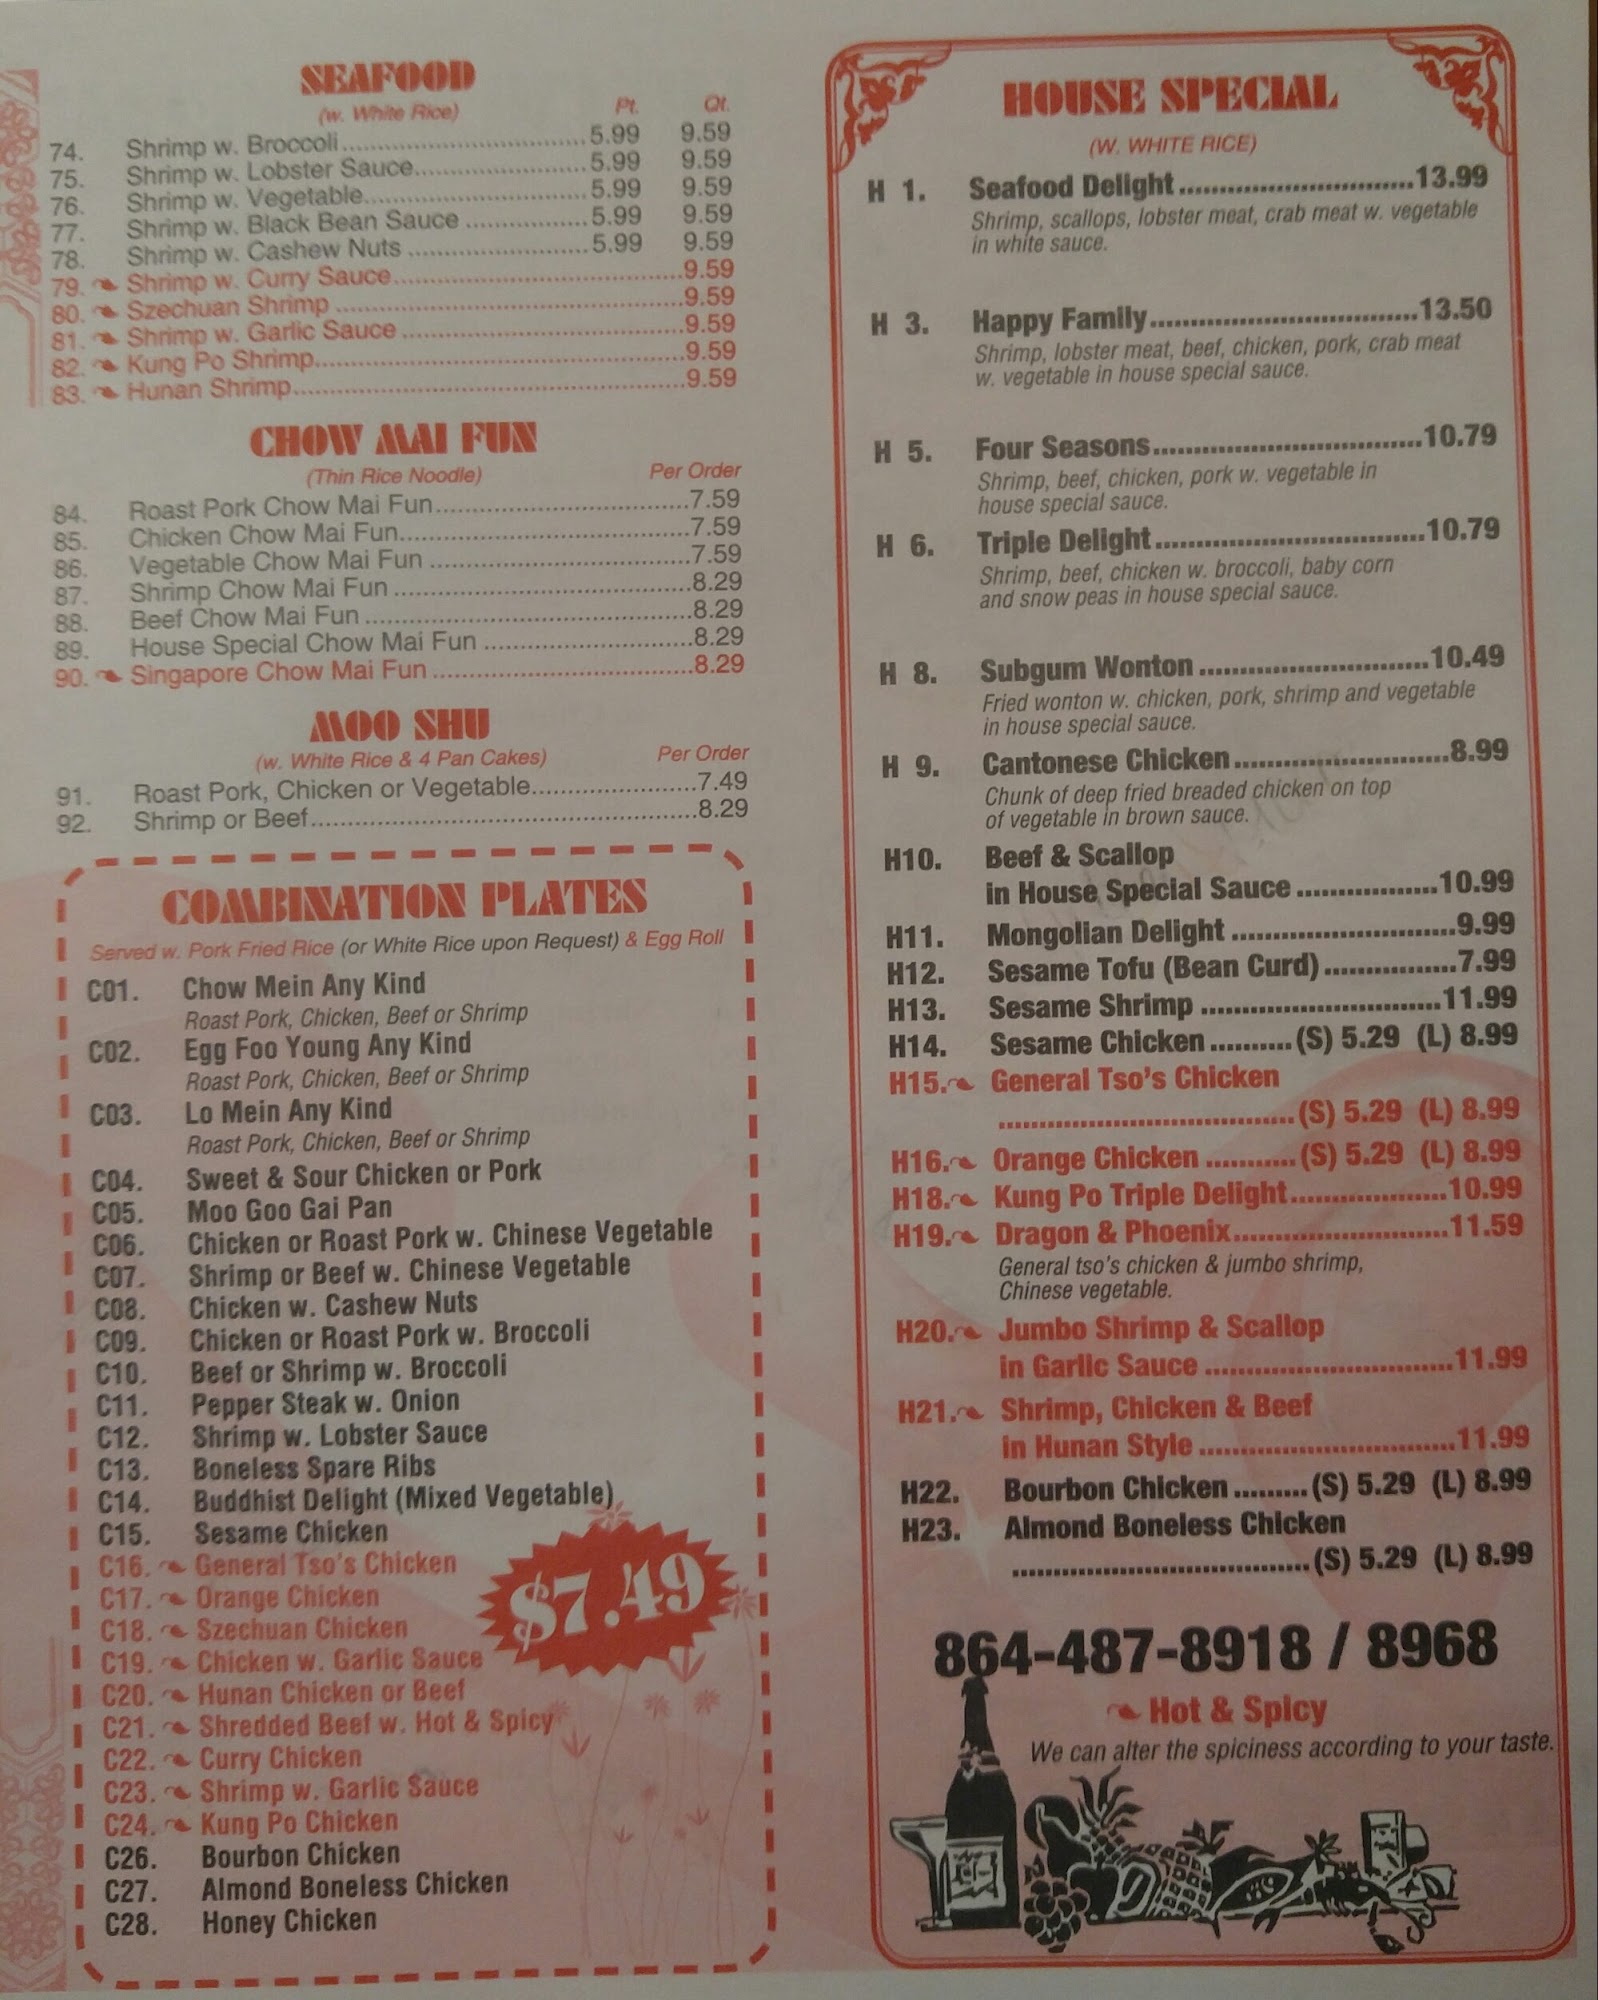 SEAFOOD
(w. White Rice) Pt. Qt.
74. Shrimp w. Broccoli 5.99 9.59
75. Shrimp w. Lobster Sauce 5.99 9.59
76. Shrimp w. Vegetable 5.99 9.59
77. Shrimp w. Black Bean Sauce 5.99 9.59
78. Shrimp w. Cashew Nuts 5.99 9.59
79. Shrimp w. Curry Sauce 9.59
80. Szechuan Shrimp 9.59
81. Shrimp w. Garlic Sauce 9.59
82. Kung Po Shrimp 9.59
83. Hunan Shrimp 9.59
CHOW MAI FUN
(Thin Rice Noodle) Per Order
84. Roast Pork Chow Mai Fun 7.59
85. Chicken Chow Mai Fun 7.59
86. Vegetable Chow Mai Fun 7.59
87. Shrimp Chow Mai Fun 8.29
88. Beef Chow Mai Fun 8.29
89. House Special Chow Mai Fun 8.29
90. Singapore Chow Mai Fun 8.29
MOO SHU
(w. White Rice & 4 Pan Cakes) Per Order
91. Roast Pork, Chicken or Vegetable 7.49
92. Shrimp or Beef 8.29
COMBINATION PLATES
Served w. Pork Fried Rice (or White Rice upon Request) & Egg Roll
C01. Chow Mein Any Kind
Roast Pork, Chicken, Beef or Shrimp
C02. Egg Foo Young Any Kind
Roast Pork, Chicken, Beef or Shrimp
C03. Lo Mein Any Kind
Roast Pork, Chicken, Beef or Shrimp
C04. Sweet & Sour Chicken or Pork
C05. Moo Goo Gai Pan
C06. Chicken or Roast Pork w. Chinese Vegetable
C07. Shrimp or Beef w. Chinese Vegetable
C08. Chicken w. Cashew Nuts
C09. Chicken or Roast Pork w. Broccoli
C10. Beef or Shrimp w. Broccoli
C11. Pepper Steak w. Onion
C12. Shrimp w. Lobster Sauce
C13. Boneless Spare Ribs
C14. Buddhist Delight (Mixed Vegetable)
C15. Sesame Chicken
C16. General Tso's Chicken
C17. Orange Chicken
C18. Szechuan Chicken
C19. Chicken w. Garlic Sauce
C20. Hunan Chicken or Beef
C21. Shredded Beef w. Hot & Spicy
C22. Curry Chicken
C23. Shrimp w. Garlic Sauce
C24. Kung Po Chicken
C26. Bourbon Chicken
C27. Almond Boneless Chicken
C28. Honey Chicken
$7.49
HOUSE SPECIAL
(W. WHITE RICE)
H 1. Seafood Delight 13.99
Shrimp, scallops, lobster meat, crab meat w. vegetable
in white sauce.
H 3. Happy Family 13.50
Shrimp, lobster meat, beef, chicken, pork, crab meat
w. vegetable in house special sauce.
H 5. Four Seasons 10.79
Shrimp, beef, chicken, pork w. vegetable in
house special sauce.
H 6. Triple Delight 10.79
Shrimp, beef, chicken w. broccoli, baby corn
and snow peas in house special sauce.
H 8. Subgum Wonton 10.49
Fried wonton w. chicken, pork, shrimp and vegetable
in house special sauce.
H 9. Cantonese Chicken 8.99
Chunk of deep fried breaded chicken on top
of vegetable in brown sauce.
H10. Beef & Scallop
in House Special Sauce 10.99
H11. Mongolian Delight 9.99
H12. Sesame Tofu (Bean Curd) 7.99
H13. Sesame Shrimp 11.99
H14. Sesame Chicken (S) 5.29 (L) 8.99
H15. General Tso's Chicken
(S) 5.29 (L) 8.99
H16. Orange Chicken (S) 5.29 (L) 8.99
H18. Kung Po Triple Delight 10.99
H19. Dragon & Phoenix 11.59
General tso's chicken & jumbo shrimp,
Chinese vegetable.
H20. Jumbo Shrimp & Scallop
in Garlic Sauce 11.99
H21. Shrimp, Chicken & Beef
in Hunan Style 11.99
H22. Bourbon Chicken (S) 5.29 (L) 8.99
H23. Almond Boneless Chicken
(S) 5.29 (L) 8.99
864-487-8918 / 8968
Hot & Spicy
We can alter the spiciness according to your taste.